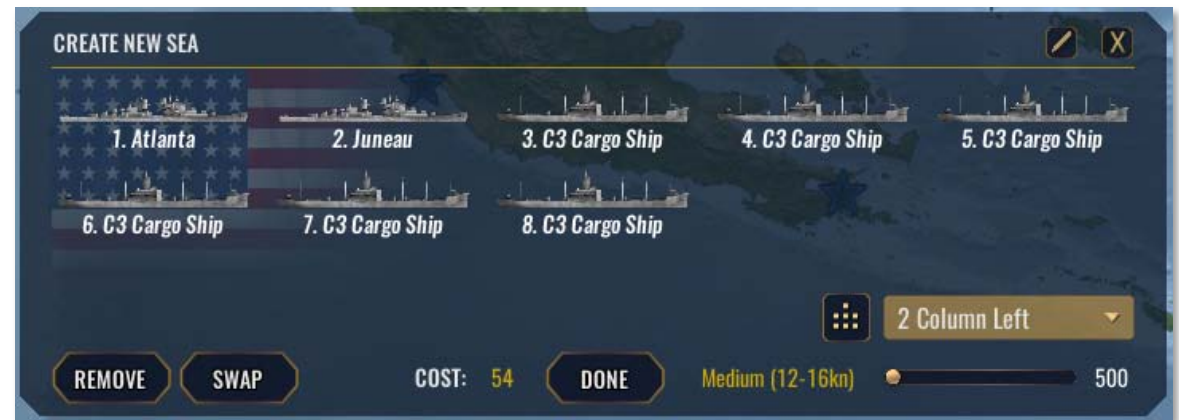 CREATE NEW SEA X
1. Atlanta 2. Juneau 3. C3 Cargo Ship 4. C3 Cargo Ship 5. C3 Cargo Ship
6. C3 Cargo Ship 7. C3 Cargo Ship 8. C3 Cargo Ship
2 Column Left
REMOVE SWAP COST: 54 DONE Medium (12-16kn) 500